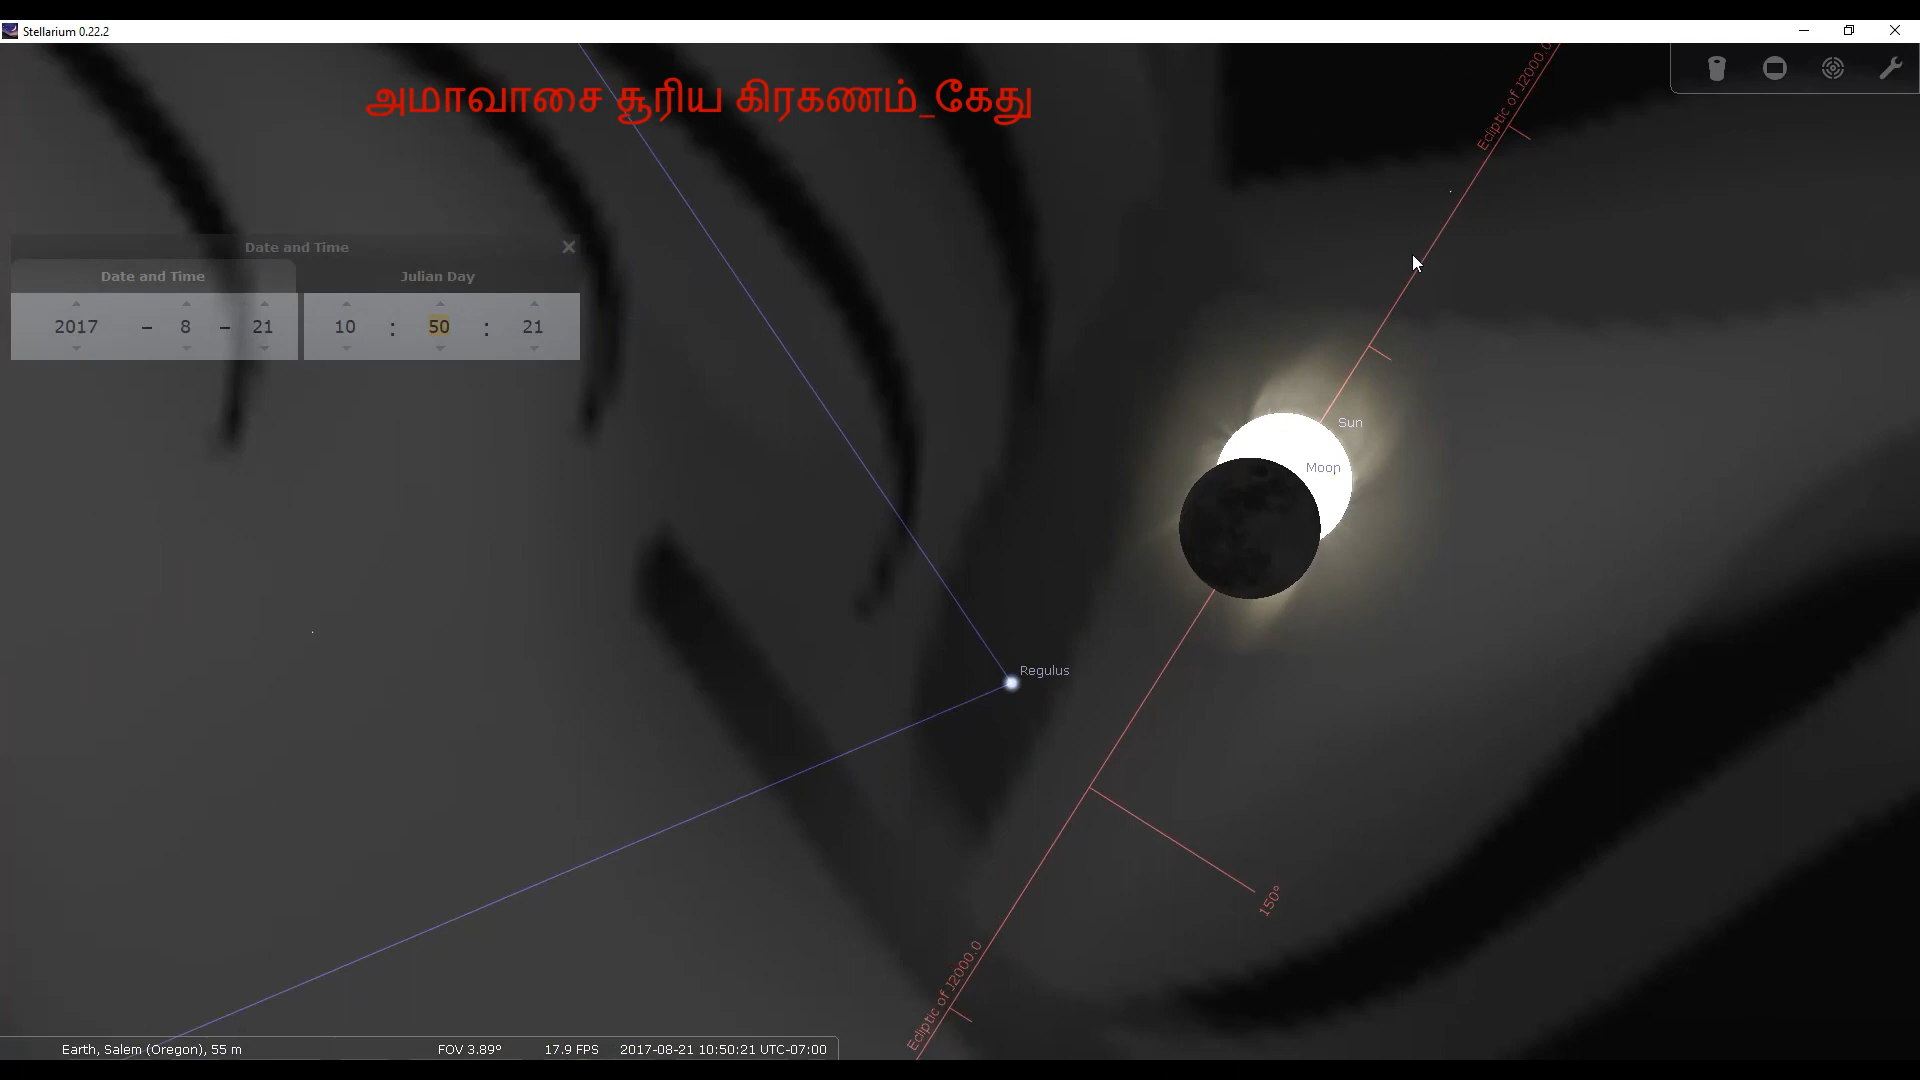 Stellarium 0.22.2
அமாவாசை சூரிய கிரகணம்_கேது
Ecliptic of J2000.0
Date and Time
Date and Time
Julian Day
2017 - 8 - 21
10 : 50 : 21
Sun
Moon
Regulus
150°
Ecliptic of J2000.0
Earth, Salem (Oregon), 55 m
FOV 3.89°
17.9 FPS
2017-08-21 10:50:21 UTC-07:00